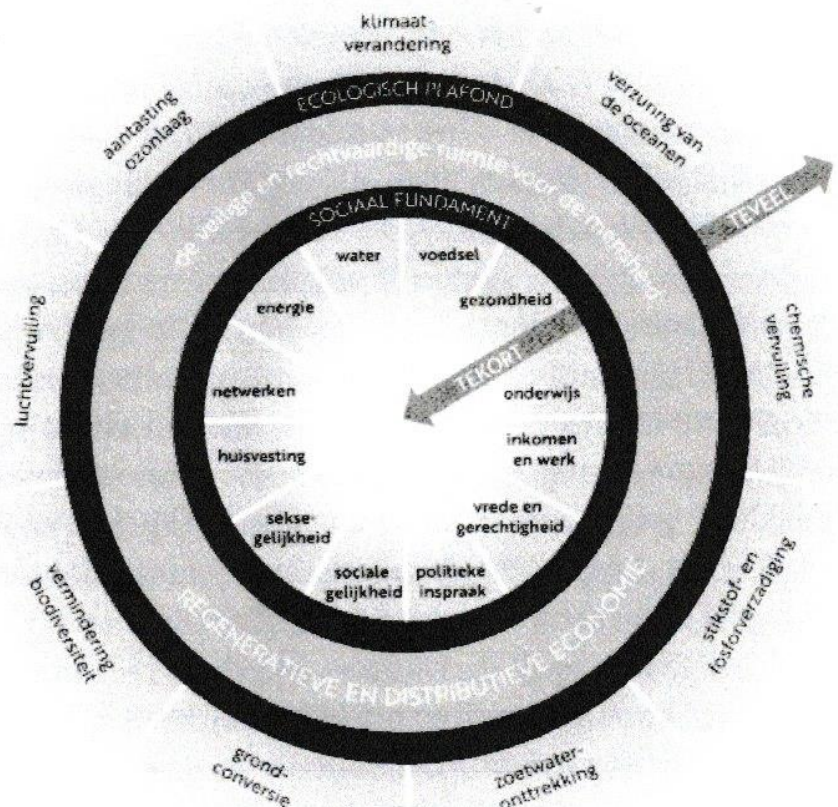 klimaat-
verandering
verzuring van
de oceanen
chemische
vervuiling
stikstof- en
fosforverzadiging
zoetwater-
onttrekking
grond-
conversie
vermindering
biodiversiteit
luchtvervuiling
aantasting
ozonlaag
TEVEEL
ECOLOGISCH PLAFOND
de veilige en rechtvaardige ruimte voor de mensheid
SOCIAAL FUNDAMENT
water
voedsel
energie
gezondheid
TEKORT
netwerken
onderwijs
huisvesting
inkomen
en werk
sekse-
gelijkheid
vrede en
gerechtigheid
sociale
gelijkheid
politieke
inspraak
REGENERATIEVE EN DISTRIBUTIEVE ECONOMIE